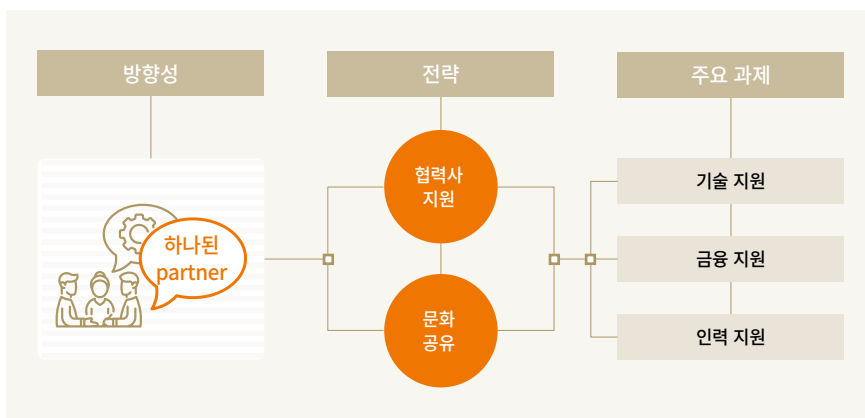 방향성
하나된
partner
전략
협력사
지원
문화
공유
주요 과제
기술 지원
금융 지원
인력 지원